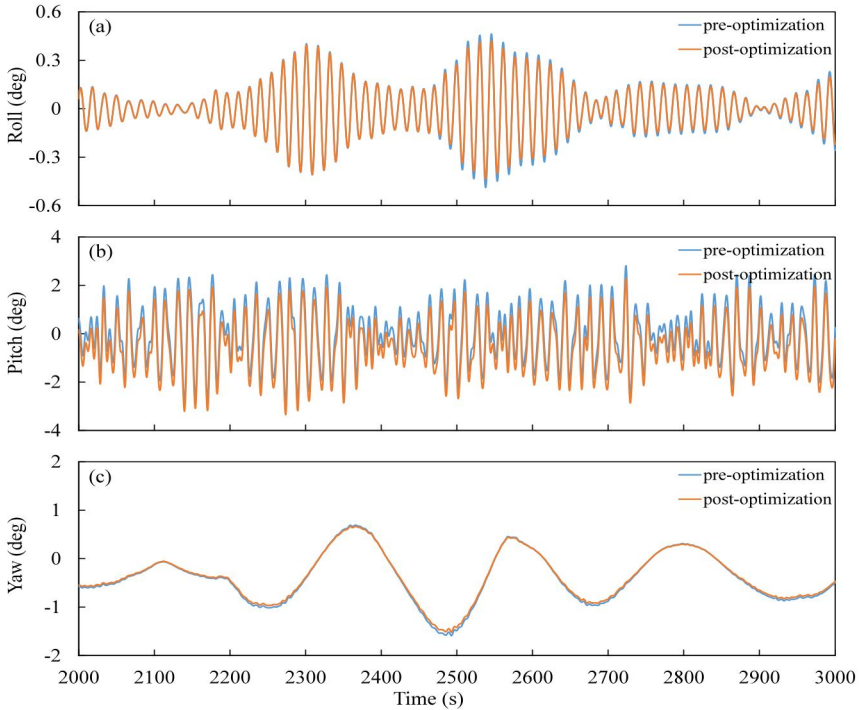 (a)
pre-optimization
post-optimization
Roll (deg)
0.6
0.3
0
-0.3
-0.6
(b)
pre-optimization
post-optimization
Pitch (deg)
4
2
0
-2
-4
(c)
pre-optimization
post-optimization
Yaw (deg)
2
1
0
-1
-2
2000 2100 2200 2300 2400 2500 2600 2700 2800 2900 3000
Time (s)